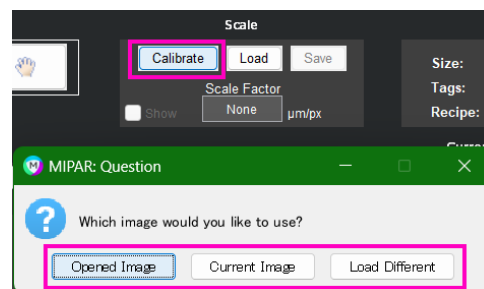 Scale
Calibrate Load Save
Size:
Scale Factor
Tags:
Show None µm/px
Recipe:
MIPAR: Question
Which image would you like to use?
Opened Image Current Image Load Different